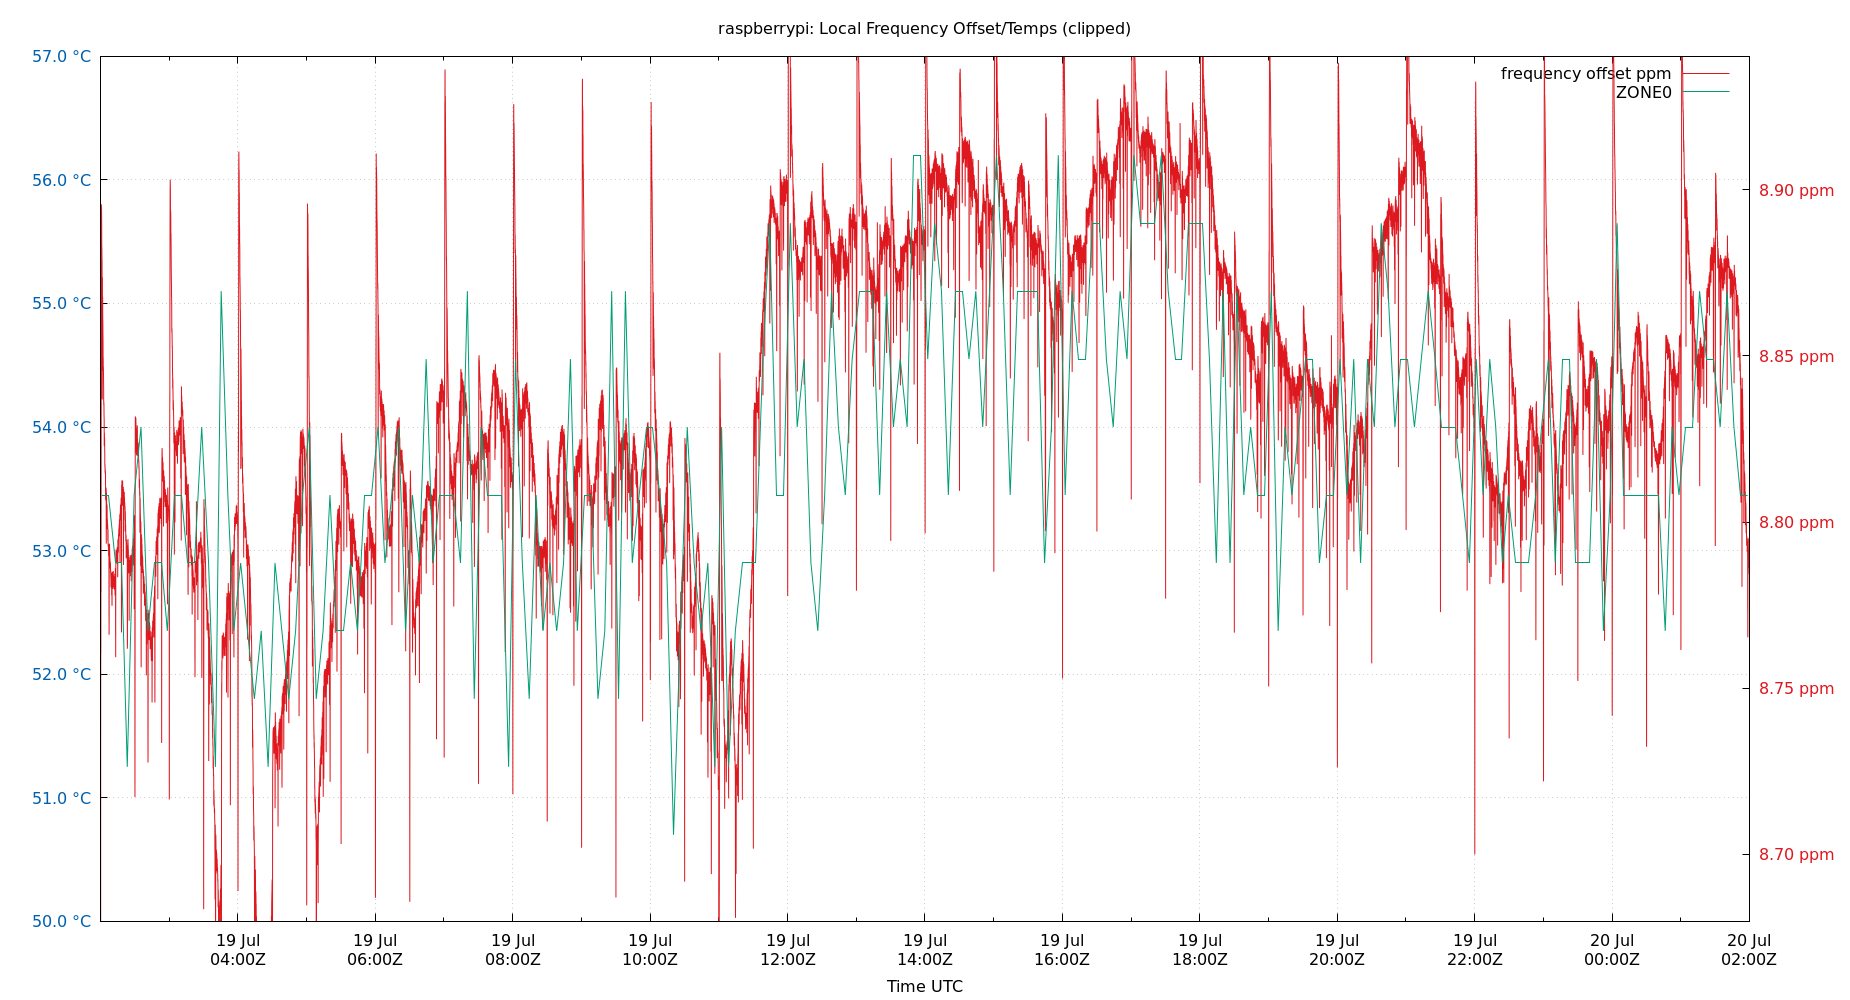 raspberrypi: Local Frequency Offset/Temps (clipped)
57.0 °C
56.0 °C
55.0 °C
54.0 °C
53.0 °C
52.0 °C
51.0 °C
50.0 °C
frequency offset ppm
ZONE0
8.90 ppm
8.85 ppm
8.80 ppm
8.75 ppm
8.70 ppm
19 Jul
04:00Z
19 Jul
06:00Z
19 Jul
08:00Z
19 Jul
10:00Z
19 Jul
12:00Z
19 Jul
14:00Z
19 Jul
16:00Z
19 Jul
18:00Z
19 Jul
20:00Z
19 Jul
22:00Z
20 Jul
00:00Z
20 Jul
02:00Z
Time UTC